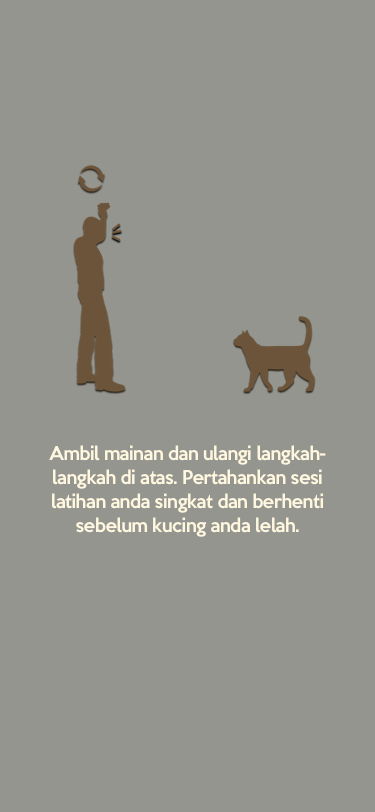 Ambil mainan dan ulangi langkah-
langkah di atas. Pertahankan sesi
latihan anda singkat dan berhenti
sebelum kucing anda lelah.